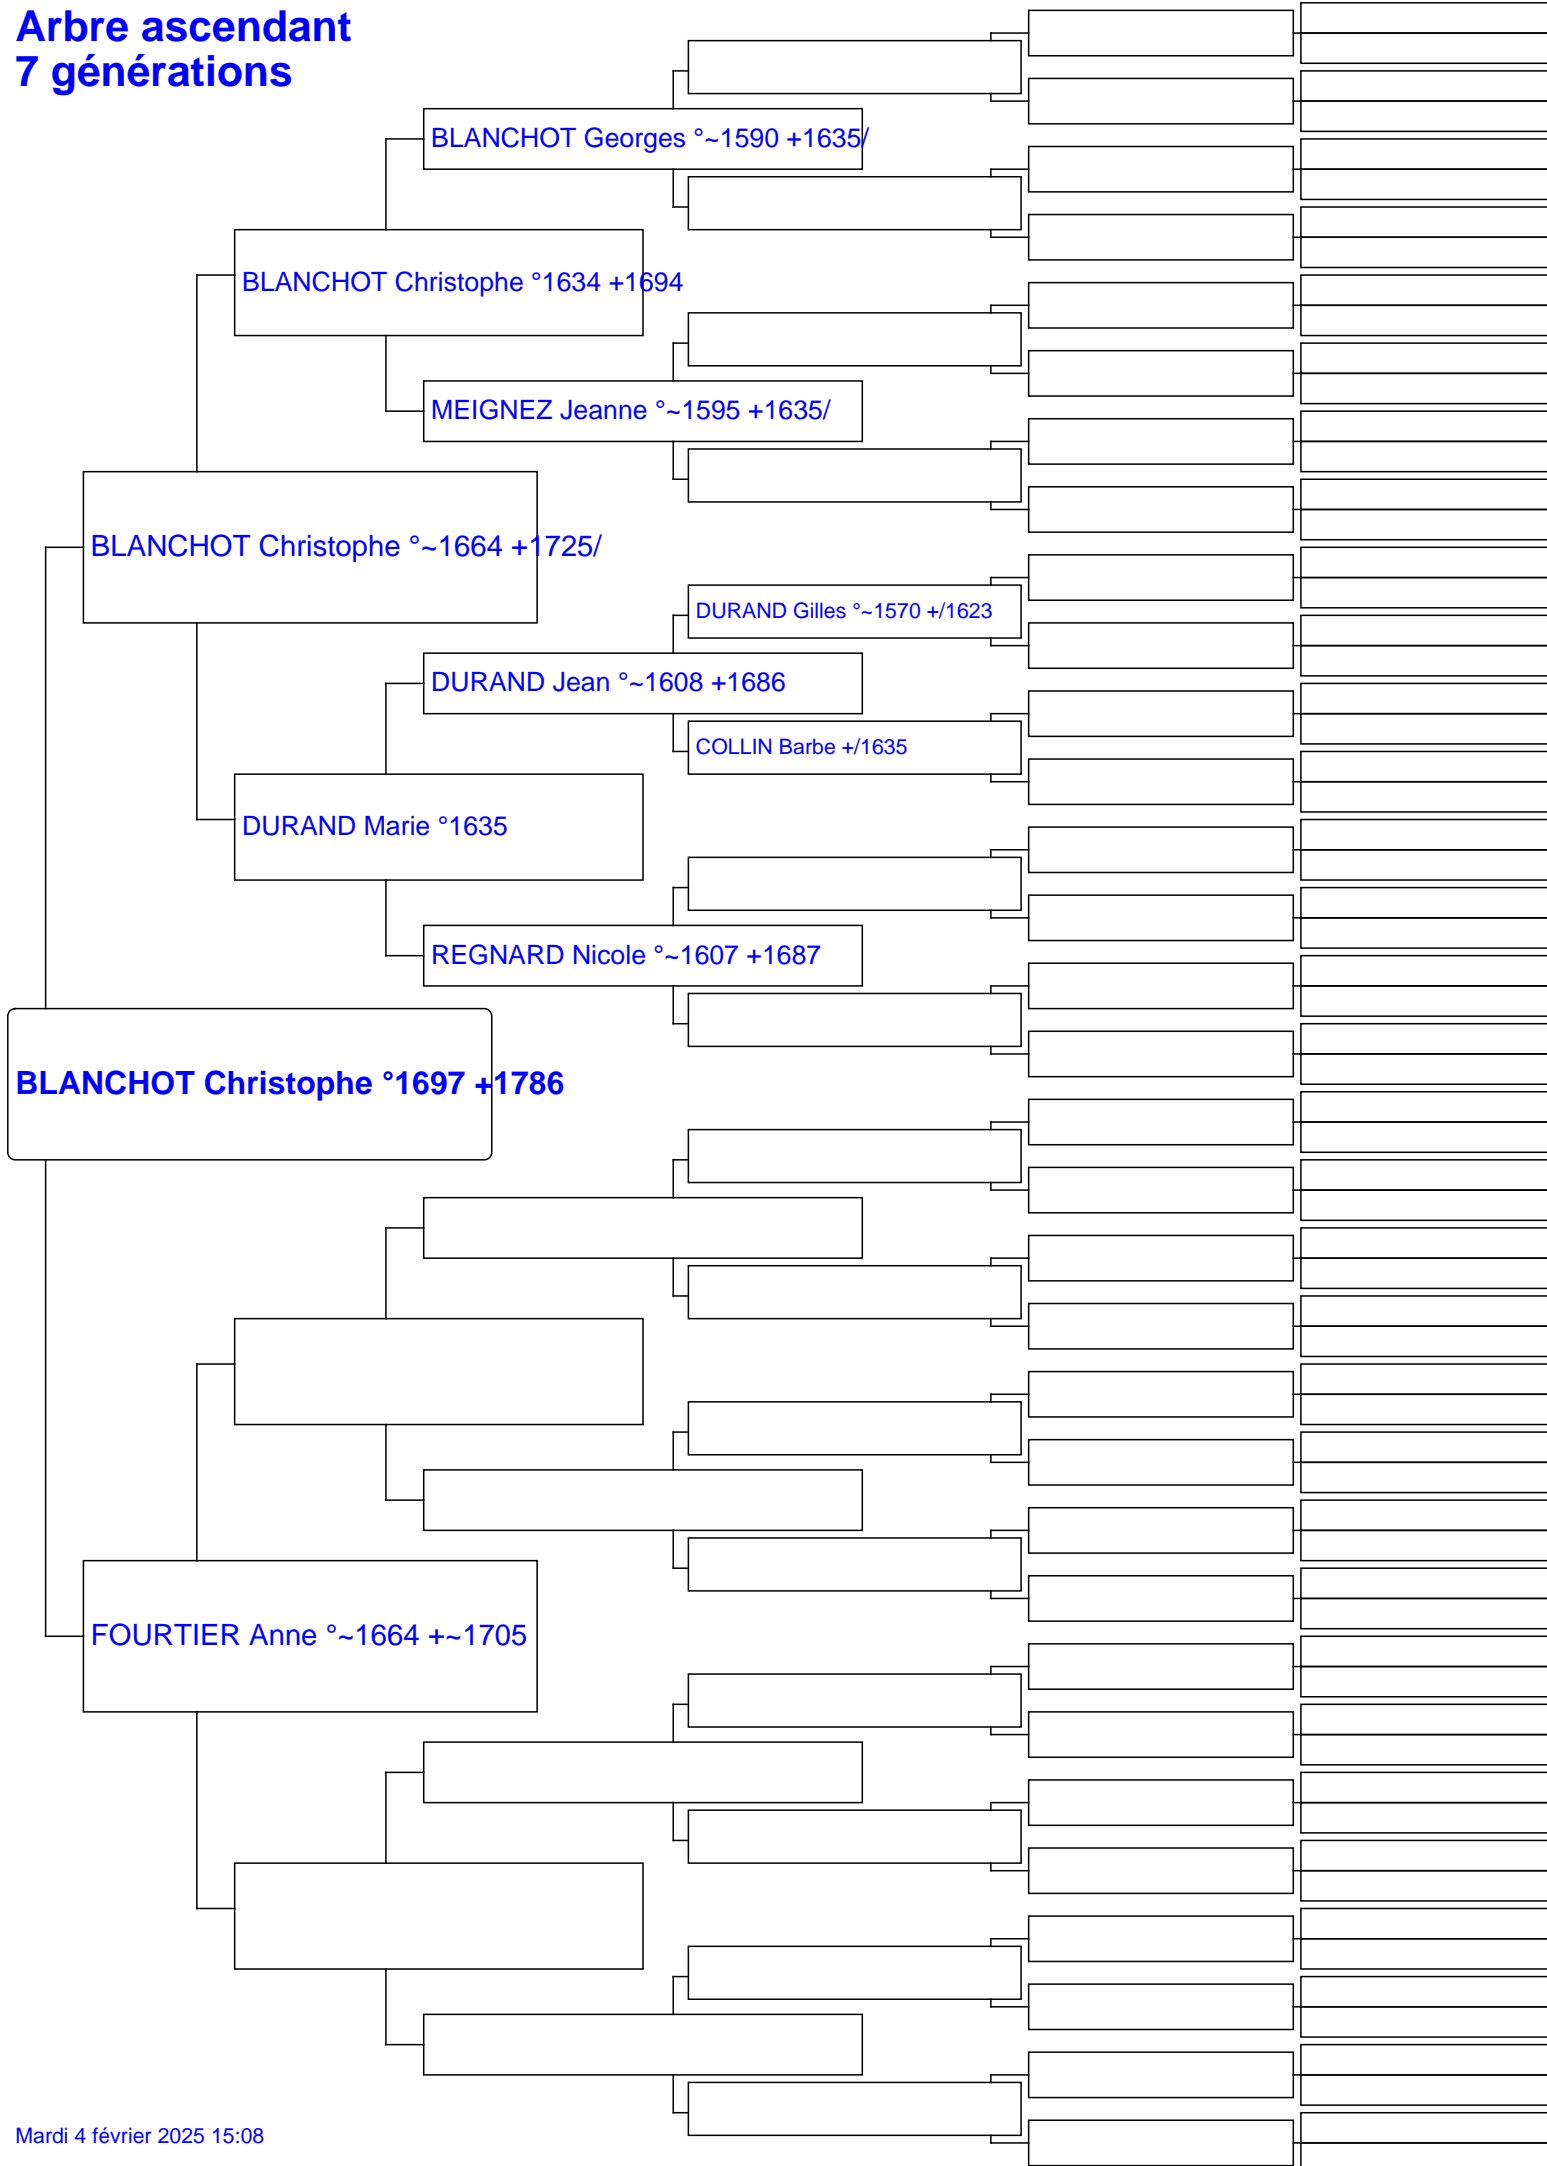 Arbre ascendant
7 générations
BLANCHOT Georges °~1590 +1635/
BLANCHOT Christophe °1634 +1694
MEIGNEZ Jeanne °~1595 +1635/
BLANCHOT Christophe °~1664 +1725/
DURAND Gilles °~1570 +/1623
DURAND Jean °~1608 +1686
COLLIN Barbe +/1635
DURAND Marie °1635
REGNARD Nicole °~1607 +1687
BLANCHOT Christophe °1697 +1786
FOURTIER Anne °~1664 +~1705
Mardi 4 février 2025 15:08